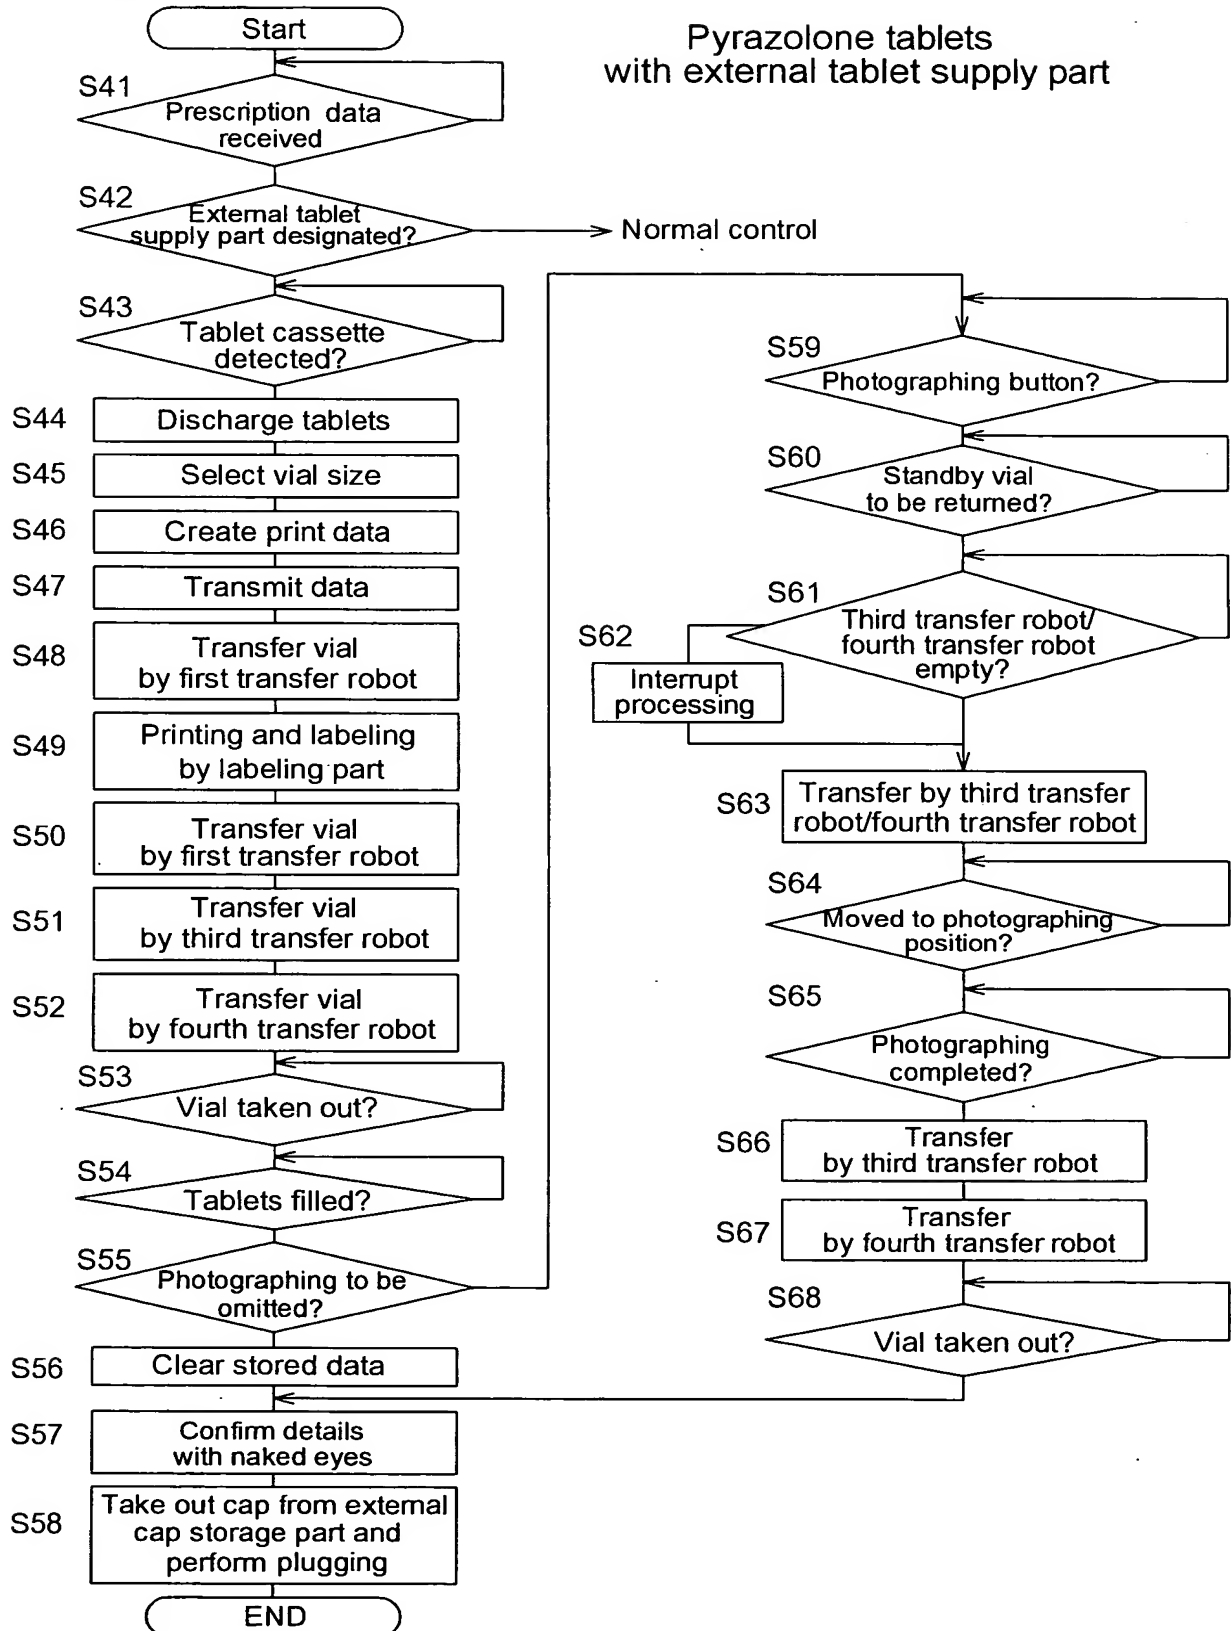 Start
Pyrazolone tablets
with external tablet supply part
S41
Prescription data
received
S42
External tablet
supply part designated?
Normal control
S43
Tablet cassette
detected?
S44
Discharge tablets
S45
Select vial size
S46
Create print data
S47
Transmit data
S48
Transfer vial
by first transfer robot
S49
Printing and labeling
by labeling part
S50
Transfer vial
by first transfer robot
S51
Transfer vial
by third transfer robot
S52
Transfer vial
by fourth transfer robot
S53
Vial taken out?
S54
Tablets filled?
S55
Photographing to be
omitted?
S56
Clear stored data
S57
Confirm details
with naked eyes
S58
Take out cap from external
cap storage part and
perform plugging
END
S59
Photographing button?
S60
Standby vial
to be returned?
S61
Third transfer robot/
fourth transfer robot
empty?
S62
Interrupt
processing
S63
Transfer by third transfer
robot/fourth transfer robot
S64
Moved to photographing
position?
S65
Photographing
completed?
S66
Transfer
by third transfer robot
S67
Transfer
by fourth transfer robot
S68
Vial taken out?